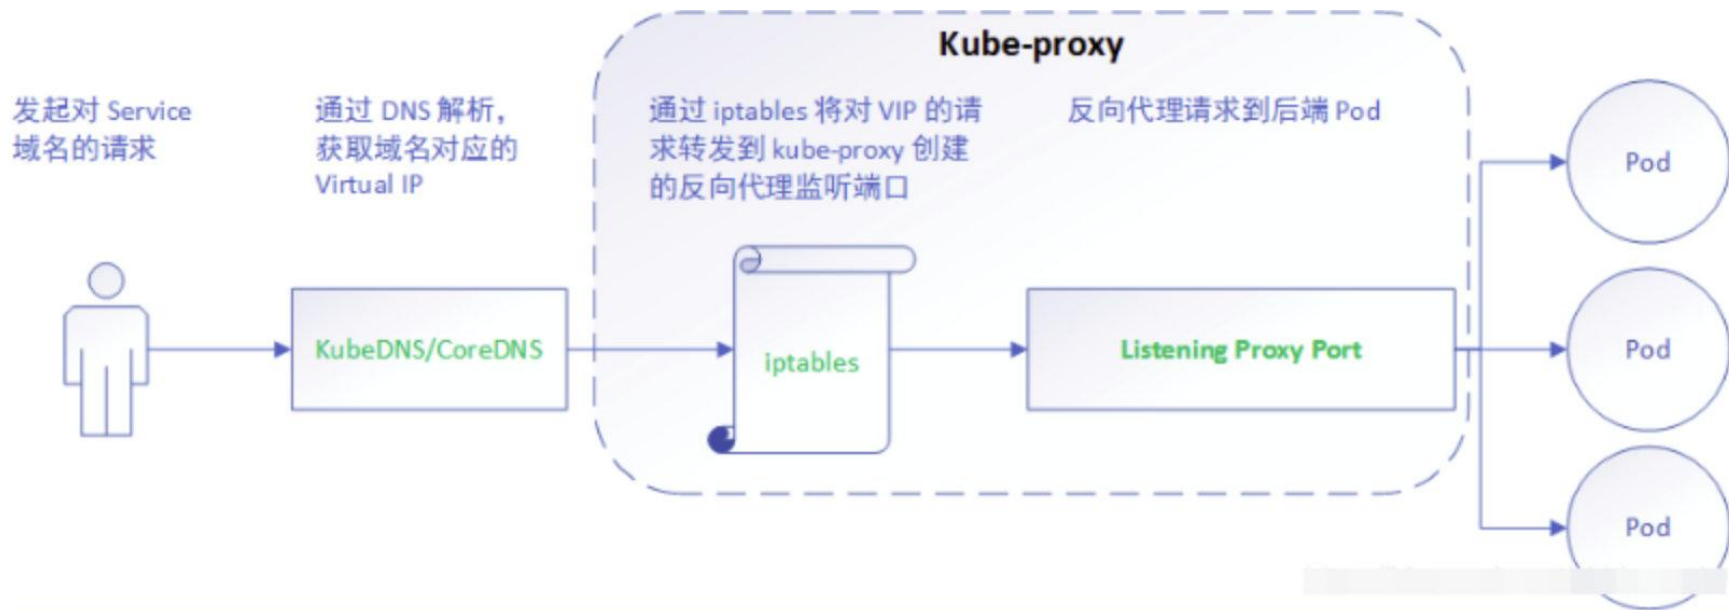 Kube-proxy
发起对 Service
域名的请求
通过 DNS 解析，
获取域名对应的
Virtual IP
通过 iptables 将对 VIP 的请
求转发到 kube-proxy 创建
的反向代理监听端口
反向代理请求到后端 Pod
KubeDNS/CoreDNS
iptables
Listening Proxy Port
Pod
Pod
Pod